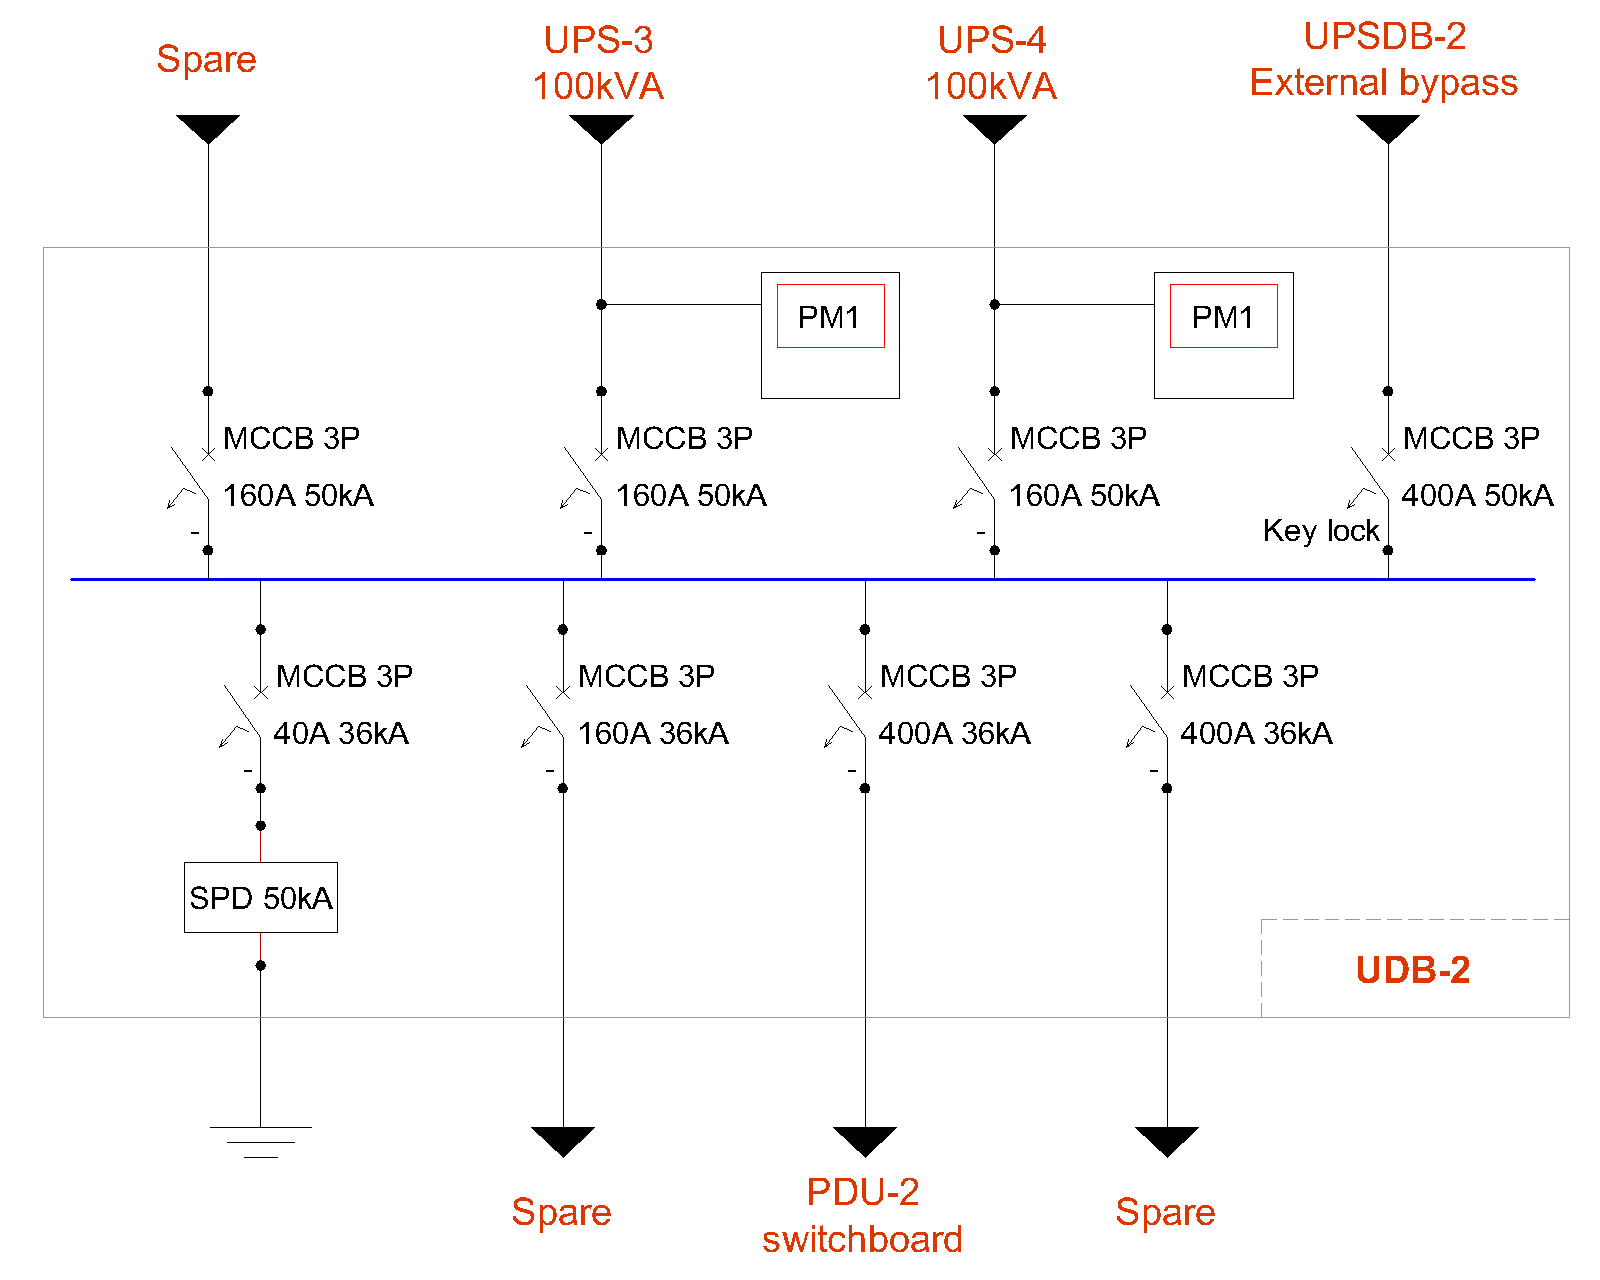 Spare
UPS-3
100kVA
UPS-4
100kVA
UPSDB-2
External bypass
PM1
PM1
MCCB 3P
160A 50kA
-
MCCB 3P
160A 50kA
-
MCCB 3P
160A 50kA
-
MCCB 3P
400A 50kA
Key lock
MCCB 3P
40A 36kA
-
MCCB 3P
160A 36kA
-
MCCB 3P
400A 36kA
-
MCCB 3P
400A 36kA
-
SPD 50kA
UDB-2
Spare
PDU-2
switchboard
Spare